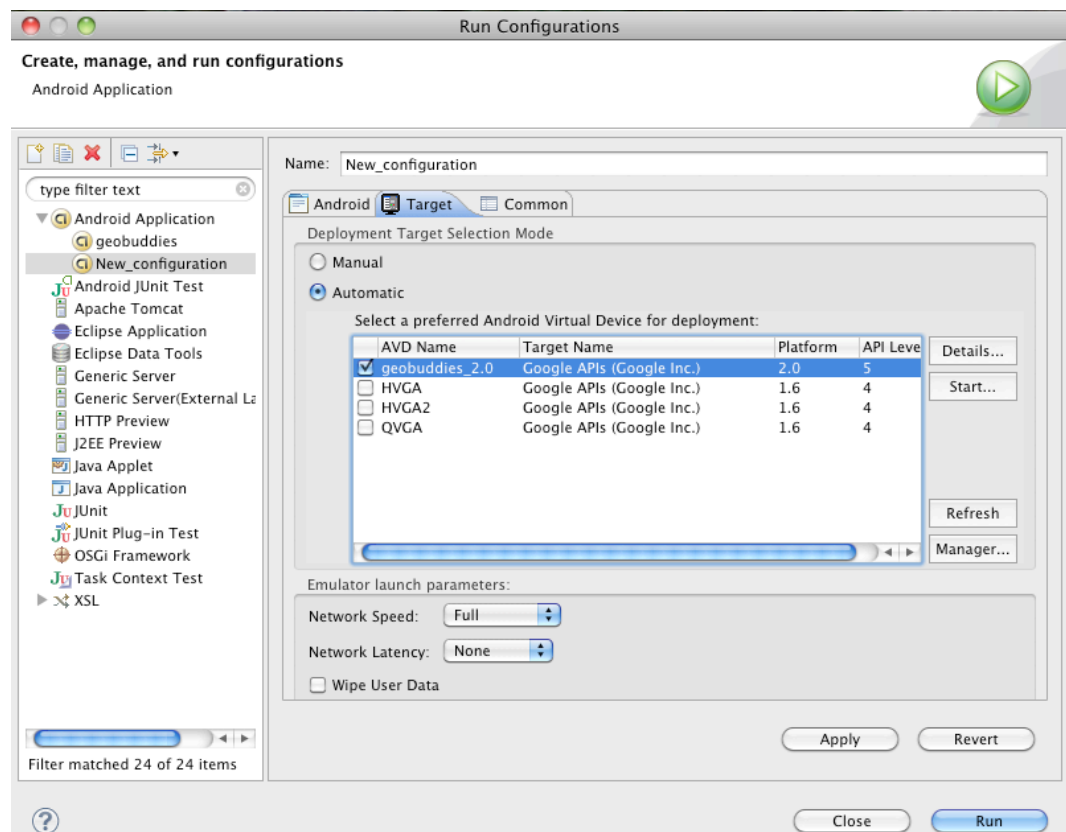 Run Configurations
Create, manage, and run configurations
Android Application
type filter text
Android Application
geobuddies
New_configuration
Android JUnit Test
Apache Tomcat
Eclipse Application
Eclipse Data Tools
Generic Server
Generic Server(External La
HTTP Preview
J2EE Preview
Java Applet
Java Application
JUnit
JUnit Plug-in Test
OSGi Framework
Task Context Test
XSL
Filter matched 24 of 24 items
Name: New_configuration
Android Target Common
Deployment Target Selection Mode
Manual
Automatic
Select a preferred Android Virtual Device for deployment:
AVD Name Target Name Platform API Leve
geobuddies_2.0 Google APIs (Google Inc.) 2.0 5
HVGA Google APIs (Google Inc.) 1.6 4
HVGA2 Google APIs (Google Inc.) 1.6 4
QVGA Google APIs (Google Inc.) 1.6 4
Details...
Start...
Refresh
Manager...
Emulator launch parameters:
Network Speed: Full
Network Latency: None
Wipe User Data
Apply Revert
Close Run